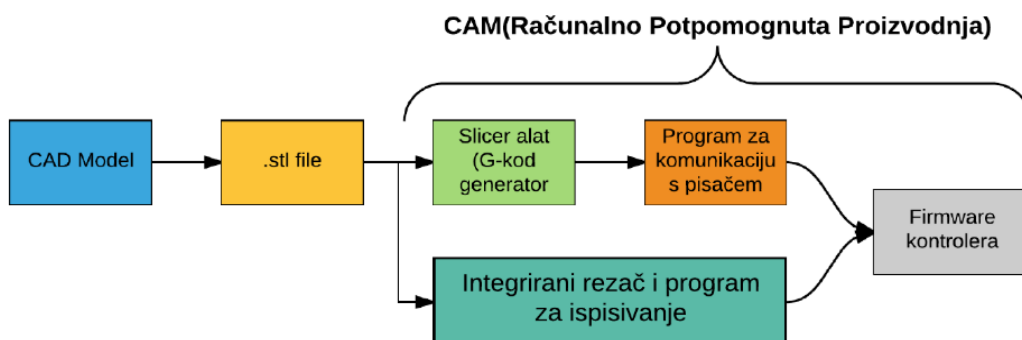 CAM(Računalno Potpomognuta Proizvodnja)
CAD Model
.stl file
Slicer alat
(G-kod
generator
Program za
komunikaciju
s pisačem
Firmware
kontrolera
Integrirani rezač i program
za ispisivanje